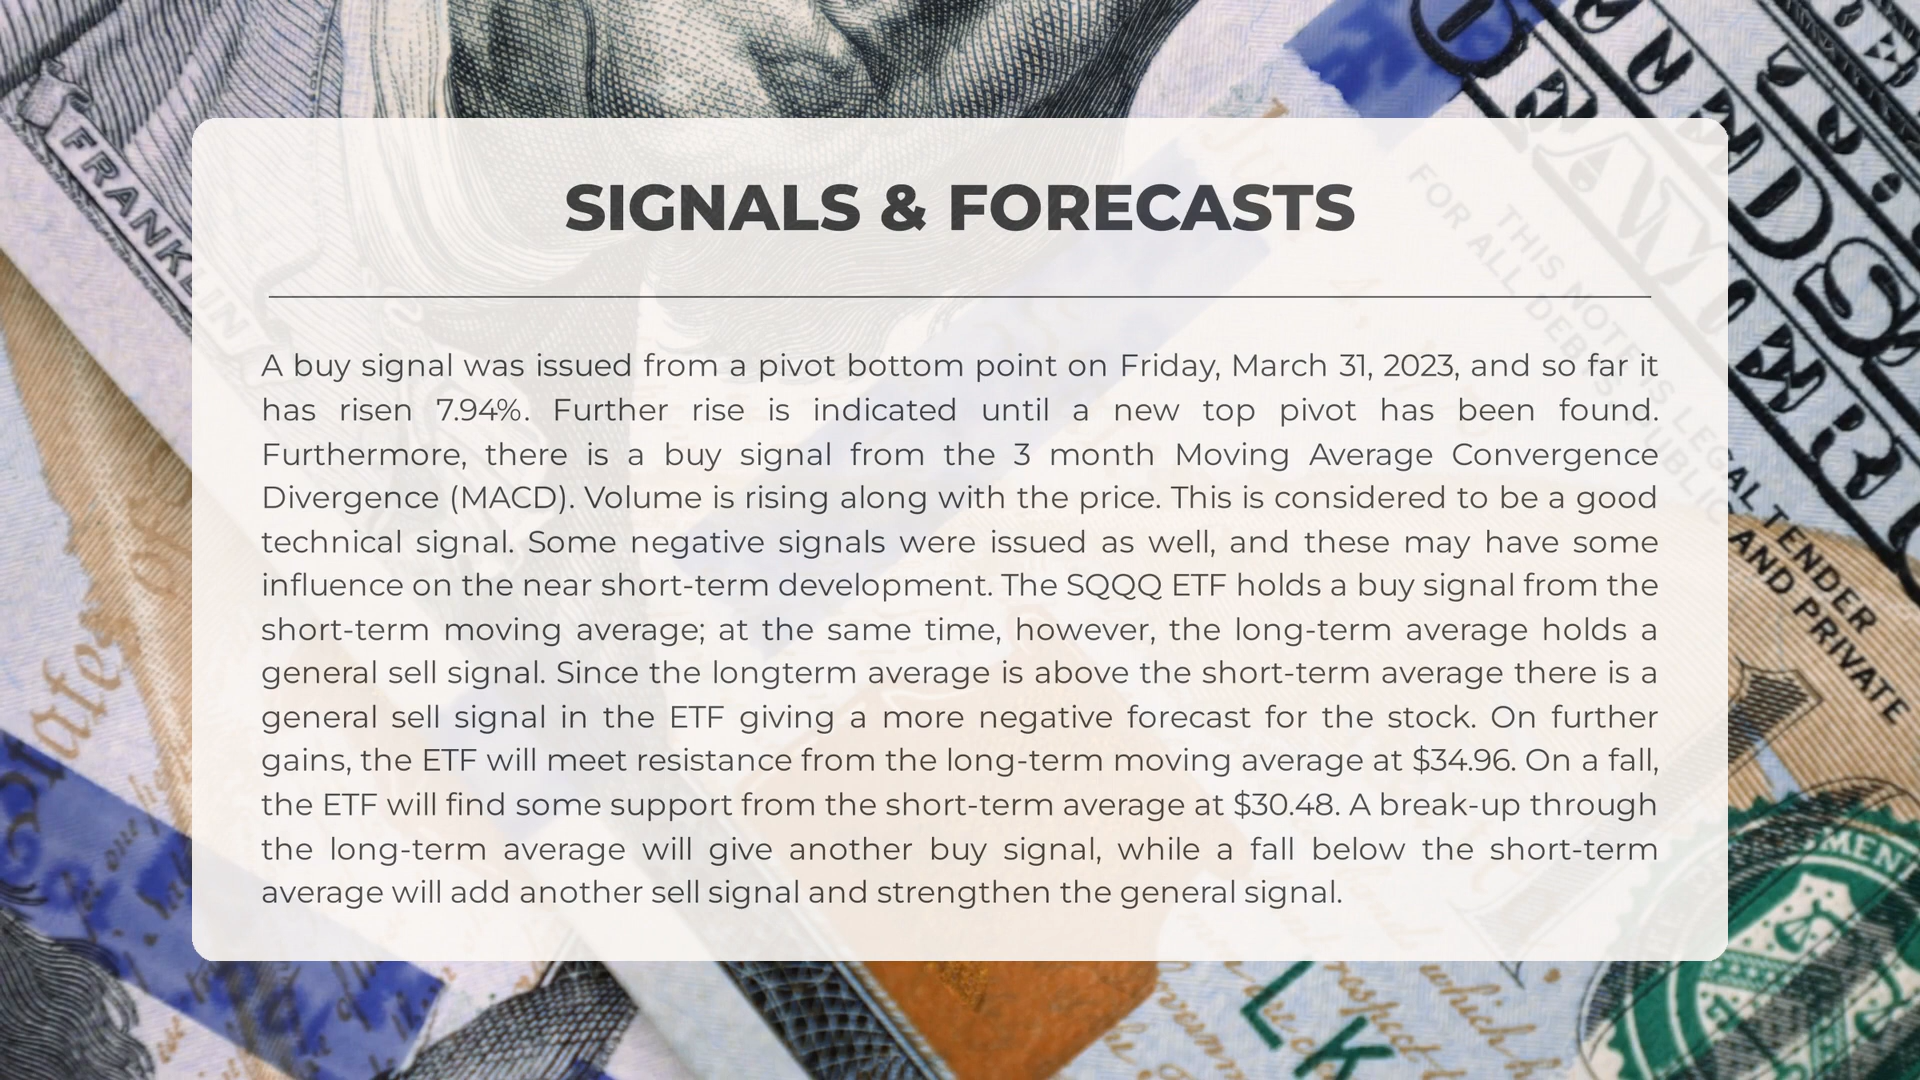 SIGNALS & FORECASTS
A buy signal was issued from a pivot bottom point on Friday, March 31, 2023, and so far it
has risen 7.94%. Further rise is indicated until a new top pivot has been found.
Furthermore, there is a buy signal from the 3 month Moving Average Convergence
Divergence (MACD). Volume is rising along with the price. This is considered to be a good
technical signal. Some negative signals were issued as well, and these may have some
influence on the near short-term development. The SQQQ ETF holds a buy signal from the
short-term moving average; at the same time, however, the long-term average holds a
general sell signal. Since the longterm average is above the short-term average there is a
general sell signal in the ETF giving a more negative forecast for the stock. On further
gains, the ETF will meet resistance from the long-term moving average at $34.96. On a fall,
the ETF will find some support from the short-term average at $30.48. A break-up through
the long-term average will give another buy signal, while a fall below the short-term
average will add another sell signal and strengthen the general signal.
FRANKLIN
THIS NOTE IS LEGAL TENDER
FOR ALL DEBTS, PUBLIC AND PRIVATE